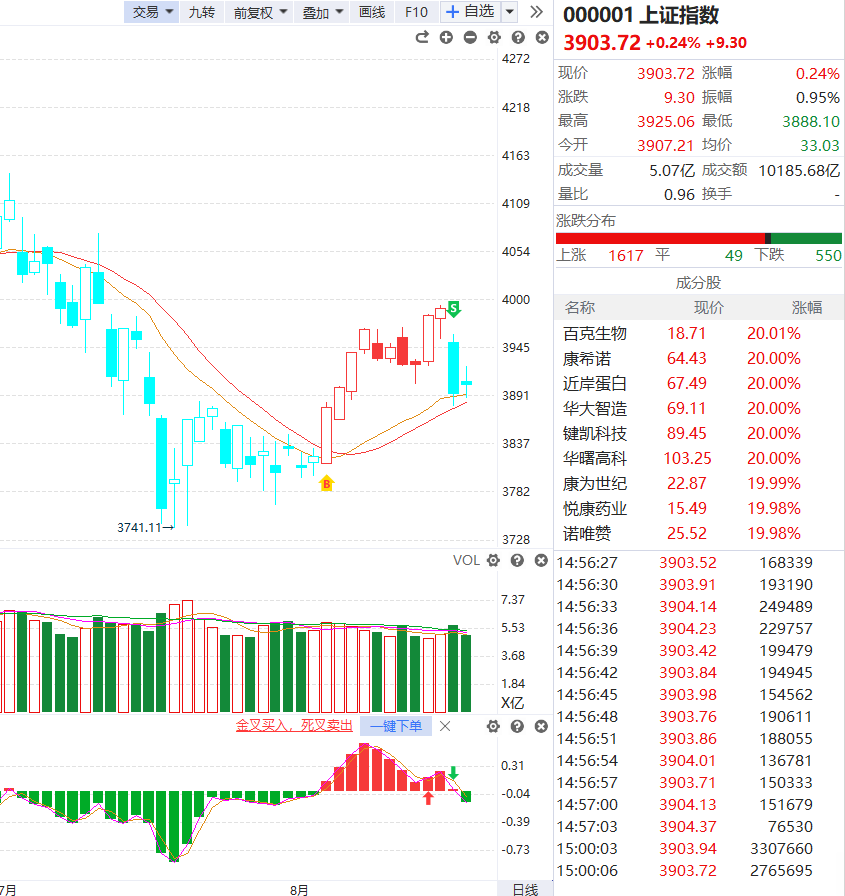 交易 九转 前复权 叠加 画线 F10 + 自选
000001 上证指数
3903.72 +0.24% +9.30
现价 3903.72 涨幅 0.24%
涨跌 9.30 振幅 0.95%
最高 3925.06 最低 3888.10
今开 3907.21 均价 33.03
成交量 5.07亿 成交额 10185.68亿
量比 0.96 换手 -
涨跌分布
上涨 1617 平 49 下跌 550
成分股
名称 现价 涨幅
百克生物 18.71 20.01%
康希诺 64.43 20.00%
近岸蛋白 67.49 20.00%
华大智造 69.11 20.00%
键凯科技 89.45 20.00%
华曙高科 103.25 20.00%
康为世纪 22.87 19.99%
悦康药业 15.49 19.98%
诺唯赞 25.52 19.98%
14:56:27 3903.52 168339
14:56:30 3903.91 193190
14:56:33 3904.14 249489
14:56:36 3904.23 229757
14:56:39 3903.42 199479
14:56:42 3903.84 194945
14:56:45 3903.98 154562
14:56:48 3903.76 190611
14:56:51 3903.86 188055
14:56:54 3904.01 136781
14:56:57 3903.71 150333
14:57:00 3904.13 151679
14:57:03 3904.37 76530
15:00:03 3903.94 3307660
15:00:06 3903.72 2765695
4272
4218
4163
4109
4054
4000
S
3945
3891
3837
B
3782
3741.11→
3728
VOL
7.37
5.53
3.68
1.84
X亿
金叉买入，死叉卖出 一键下单
0.31
-0.04
-0.39
-0.73
7月 8月 日线